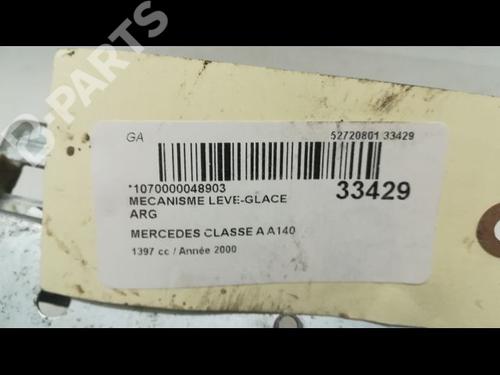 B-PARTS
GA
52720801 33429
*1070000048903
33429
MECANISME LEVE-GLACE
ARG
MERCEDES CLASSE A A140
1397 cc / Année 2000